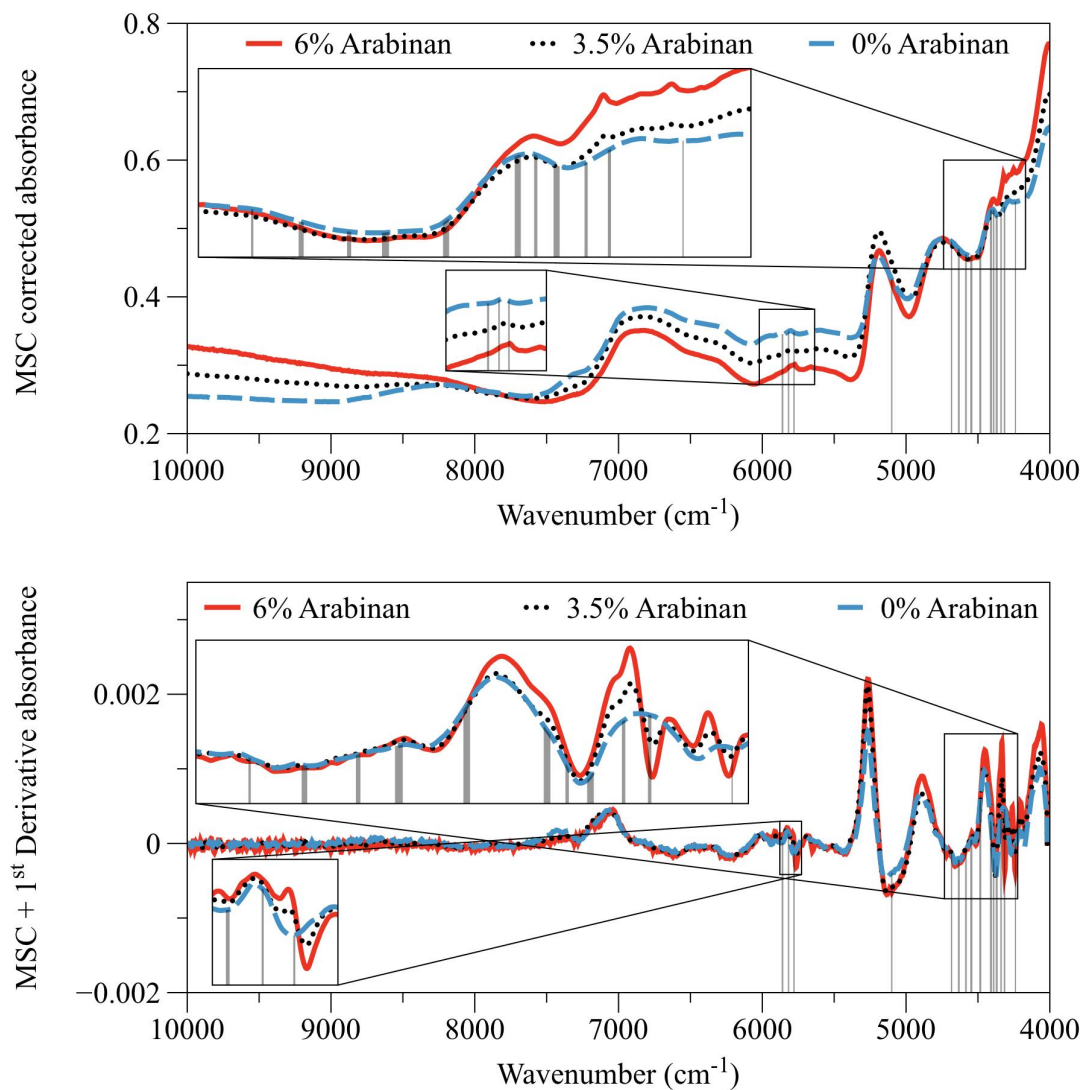 0.8
6% Arabinan 3.5% Arabinan 0% Arabinan
0.6
0.4
0.2
MSC corrected absorbance
10000 9000 8000 7000 6000 5000 4000
Wavenumber (cm-1)
6% Arabinan 3.5% Arabinan 0% Arabinan
0.002
0
−0.002
MSC + 1st Derivative absorbance
10000 9000 8000 7000 6000 5000 4000
Wavenumber (cm-1)